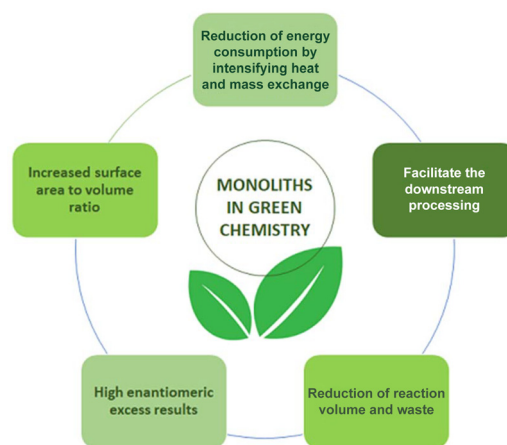 Reduction of energy
consumption by
intensifying heat
and mass exchange
Increased surface
area to volume
ratio
MONOLITHS
IN GREEN
CHEMISTRY
Facilitate the
downstream
processing
High enantiomeric
excess results
Reduction of reaction
volume and waste